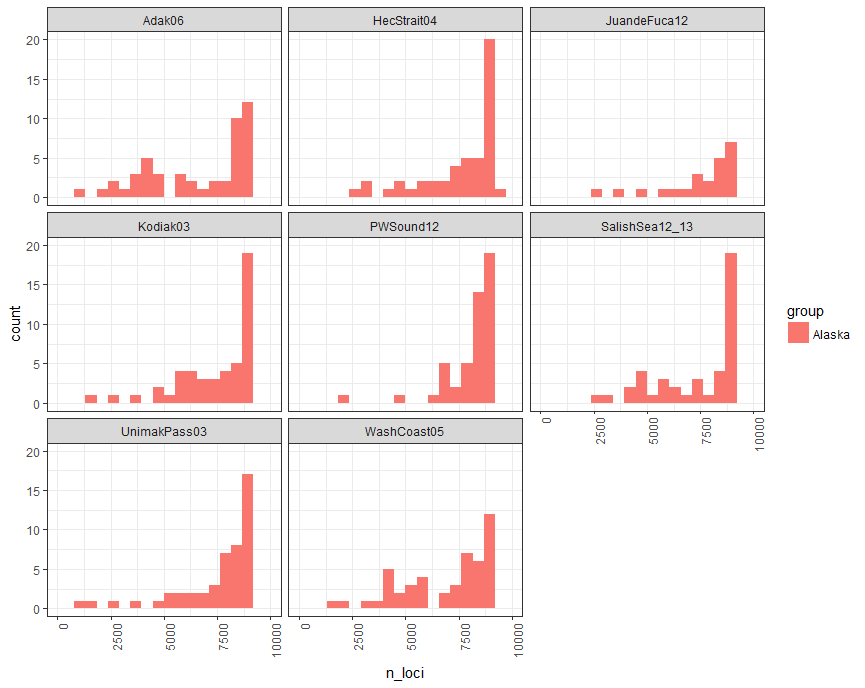 Adak06 HecStrait04 JuandeFuca12
20
15
10
5
0
Kodiak03 PWSound12 SalishSea12_13
20
15
10
5
0
count
group
Alaska
0 2500 5000 7500 10000
UnimakPass03 WashCoast05
20
15
10
5
0
0 2500 5000 7500 10000 0 2500 5000 7500 10000
n_loci